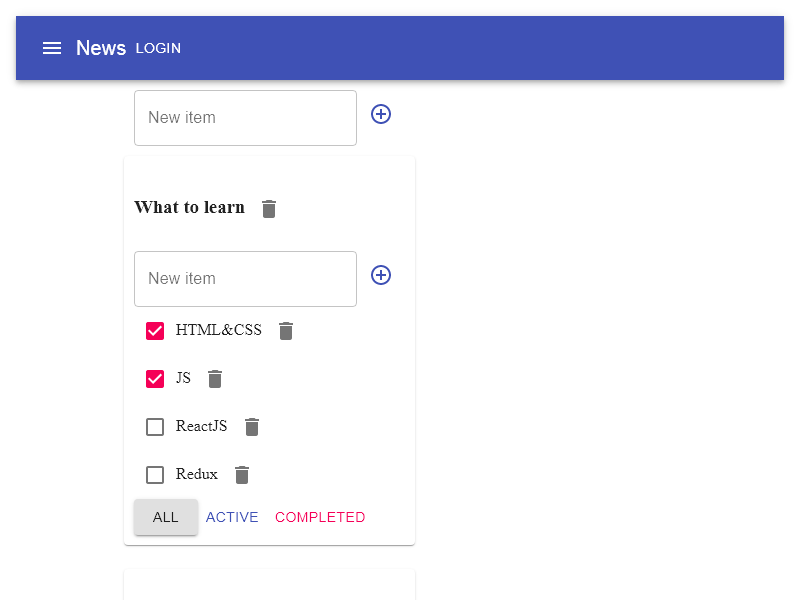 News LOGIN
New item
What to learn
New item
HTML&CSS
JS
ReactJS
Redux
ALL ACTIVE COMPLETED